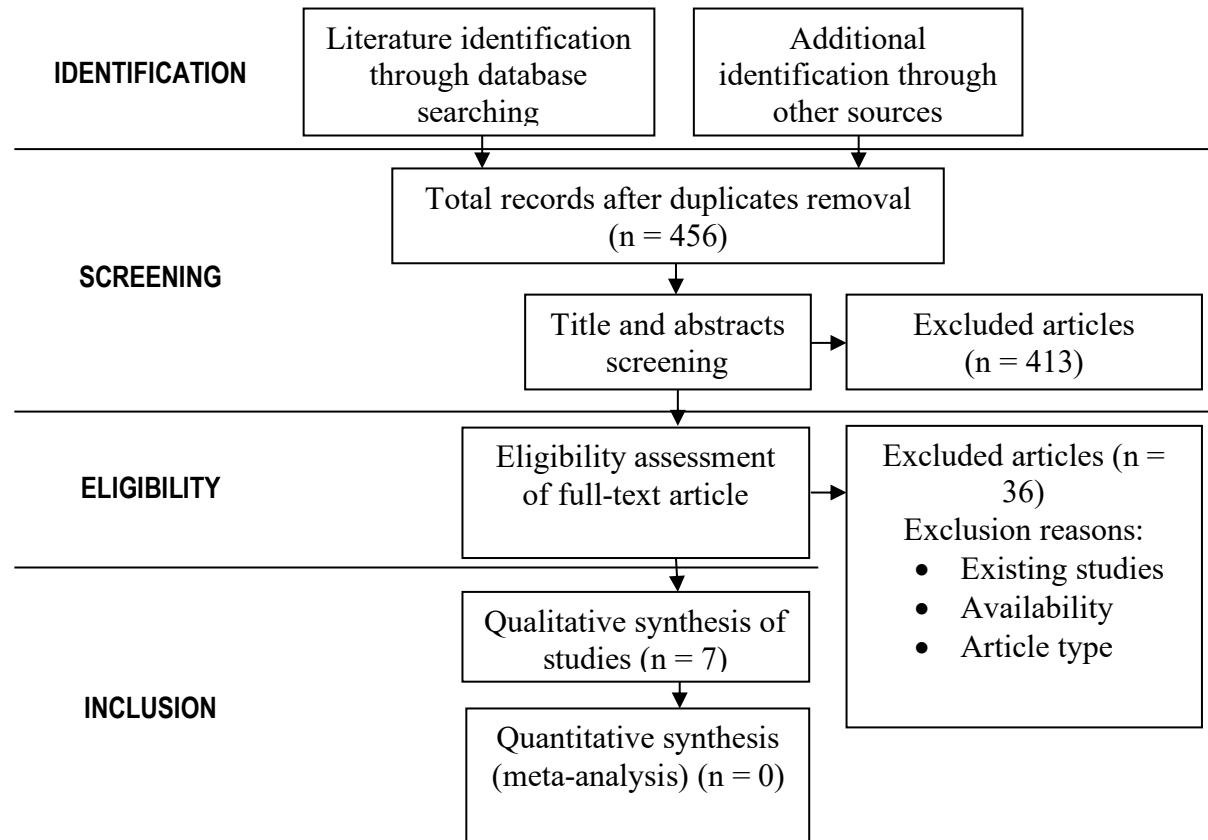 IDENTIFICATION
Literature identification
through database
searching
Additional
identification through
other sources
SCREENING
Total records after duplicates removal
(n = 456)
Title and abstracts
screening
Excluded articles
(n = 413)
ELIGIBILITY
Eligibility assessment
of full-text article
Excluded articles (n =
36)
Exclusion reasons:
• Existing studies
• Availability
• Article type
INCLUSION
Qualitative synthesis of
studies (n = 7)
Quantitative synthesis
(meta-analysis) (n = 0)